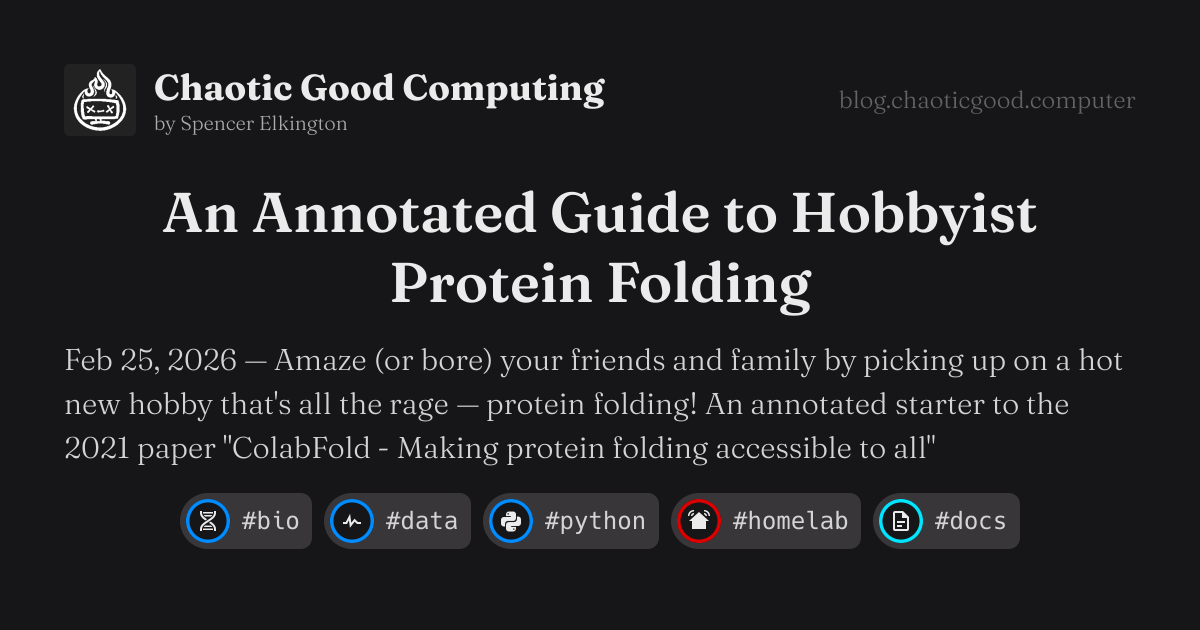 Chaotic Good Computing
by Spencer Elkington
blog.chaoticgood.computer
An Annotated Guide to Hobbyist
Protein Folding
Feb 25, 2026 — Amaze (or bore) your friends and family by picking up on a hot
new hobby that's all the rage — protein folding! An annotated starter to the
2021 paper "ColabFold - Making protein folding accessible to all"
#bio #data #python #homelab #docs